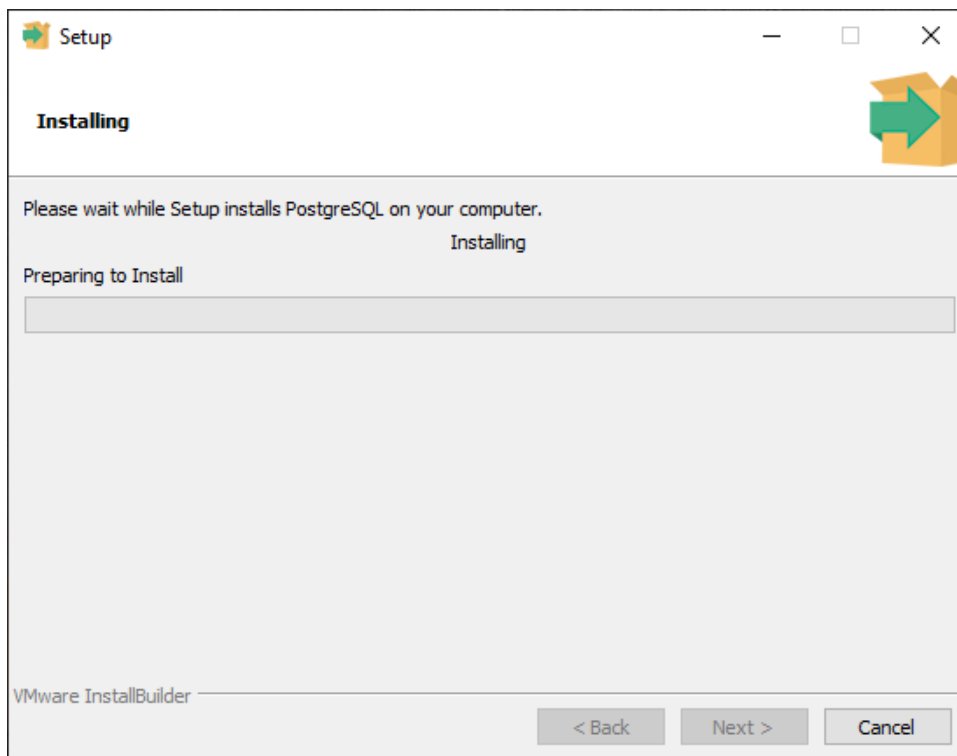 Setup
Installing
Please wait while Setup installs PostgreSQL on your computer.
Installing
Preparing to Install
VMware InstallBuilder
< Back Next > Cancel